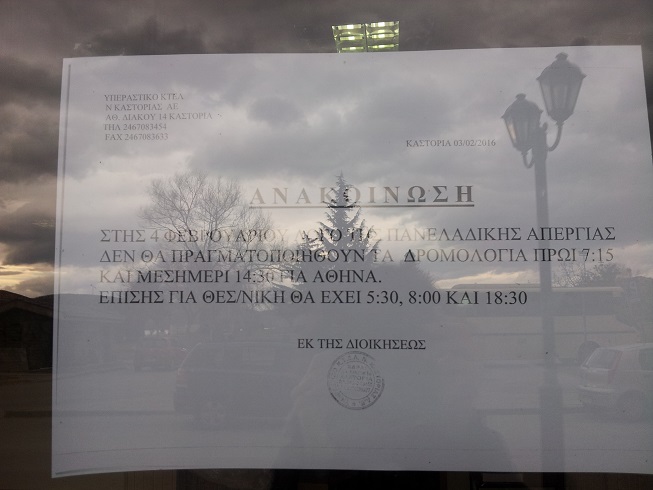 ΥΠΕΡΑΣΤΙΚΟ ΚΤΕΛ
Ν ΚΑΣΤΟΡΙΑΣ ΑΕ
ΑΘ. ΔΙΑΚΟΥ 14 ΚΑΣΤΟΡΙΑ
ΤΗΛ 2467083454
FAX 2467083633
ΚΑΣΤΟΡΙΑ 03/02/2016
ΑΝΑΚΟΙΝΩΣΗ
ΣΤΗΣ 4 ΦΕΒΡΟΥΑΡΙΟΥ ΛΟΓΟ ΤΗΣ ΠΑΝΕΛΑΔΙΚΗΣ ΑΠΕΡΓΙΑΣ
ΔΕΝ ΘΑ ΠΡΑΓΜΑΤΟΠΟΙΗΘΟΥΝ ΤΑ ΔΡΟΜΟΛΟΓΙΑ ΠΡΩΙ 7:15
ΚΑΙ ΜΕΣΗΜΕΡΙ 14:30 ΓΙΑ ΑΘΗΝΑ.
ΕΠΙΣΗΣ ΓΙΑ ΘΕΣ/ΝΙΚΗ ΘΑ ΕΧΕΙ 5:30, 8:00 ΚΑΙ 18:30
ΕΚ ΤΗΣ ΔΙΟΙΚΗΣΕΩΣ